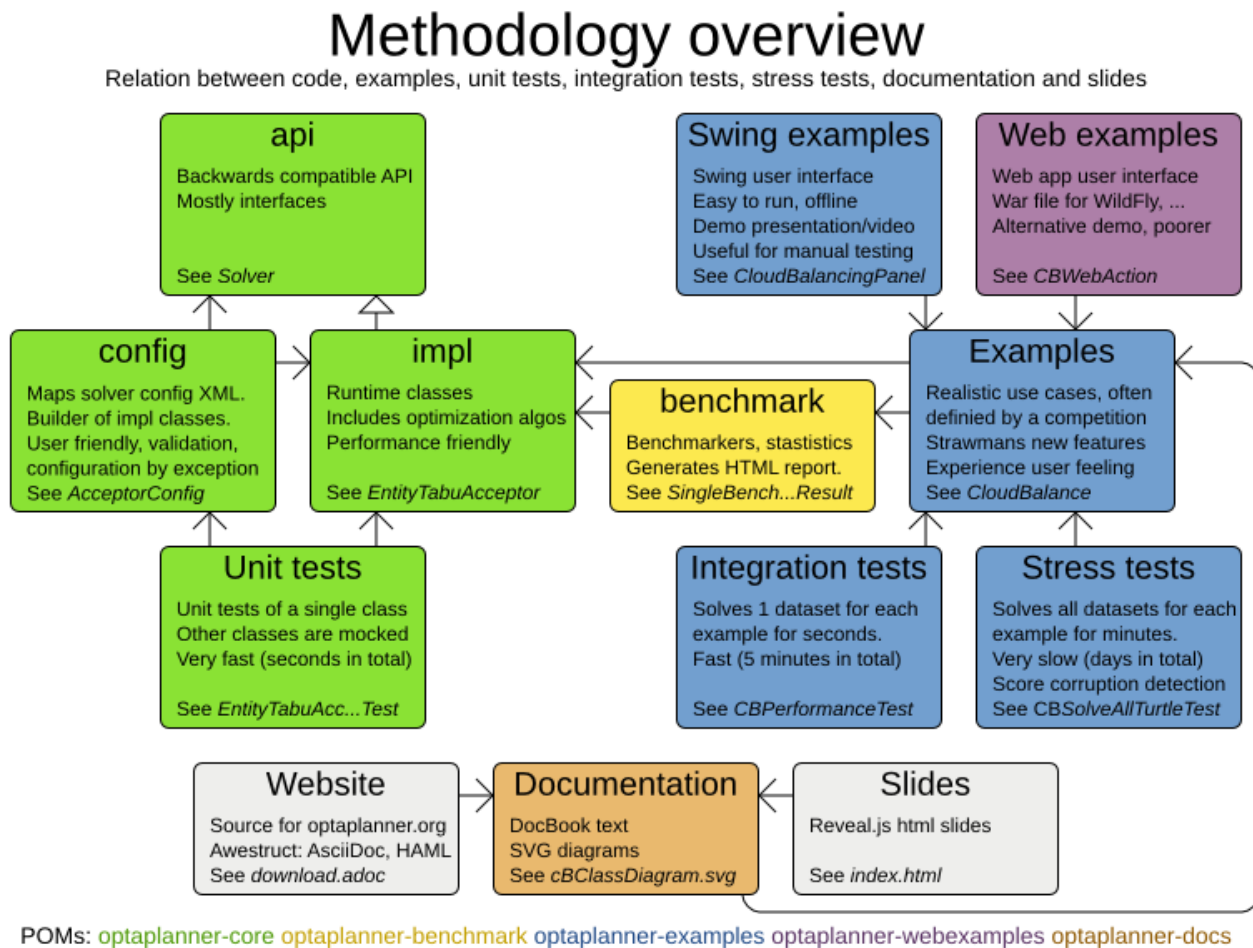 Methodology overview
Relation between code, examples, unit tests, integration tests, stress tests, documentation and slides
api
Backwards compatible API
Mostly interfaces
See Solver
Swing examples
Swing user interface
Easy to run, offline
Demo presentation/video
Useful for manual testing
See CloudBalancingPanel
Web examples
Web app user interface
War file for WildFly, ...
Alternative demo, poorer
See CBWebAction
config
Maps solver config XML.
Builder of impl classes.
User friendly, validation,
configuration by exception
See AcceptorConfig
impl
Runtime classes
Includes optimization algos
Performance friendly
See EntityTabuAcceptor
benchmark
Benchmarkers, stastistics
Generates HTML report.
See SingleBench...Result
Examples
Realistic use cases, often
definied by a competition
Strawmans new features
Experience user feeling
See CloudBalance
Unit tests
Unit tests of a single class
Other classes are mocked
Very fast (seconds in total)
See EntityTabuAcc...Test
Integration tests
Solves 1 dataset for each
example for seconds.
Fast (5 minutes in total)
See CBPerformanceTest
Stress tests
Solves all datasets for each
example for minutes.
Very slow (days in total)
Score corruption detection
See CBSolveAllTurtleTest
Website
Source for optaplanner.org
Awestruct: AsciiDoc, HAML
See download.adoc
Documentation
DocBook text
SVG diagrams
See cBClassDiagram.svg
Slides
Reveal.js html slides
See index.html
POMs: optaplanner-core optaplanner-benchmark optaplanner-examples optaplanner-webexamples optaplanner-docs